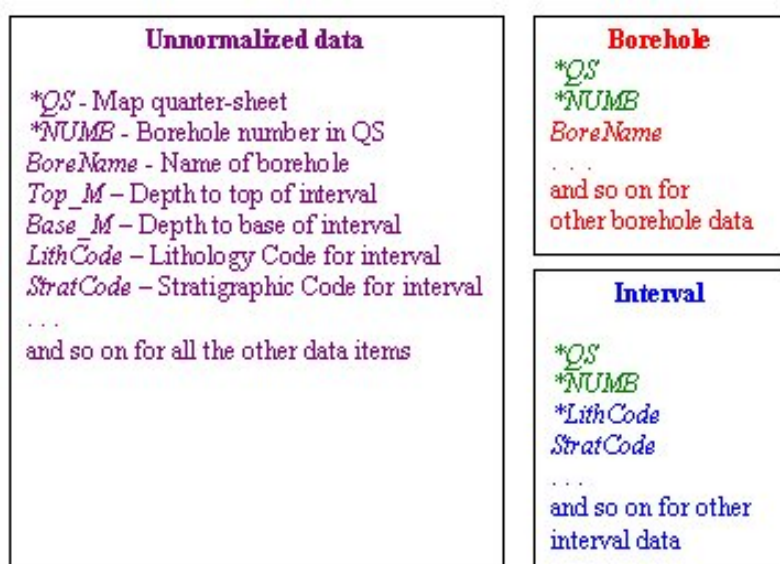 Unnormalized data
*QS - Map quarter-sheet
*NUMB - Borehole number in QS
BoreName - Name of borehole
Top_M – Depth to top of interval
Base_M – Depth to base of interval
LithCode – Lithology Code for interval
StratCode – Stratigraphic Code for interval
. . .
and so on for all the other data items
Borehole
*QS
*NUMB
BoreName
. . .
and so on for
other borehole data
Interval
*QS
*NUMB
*LithCode
StratCode
. . .
and so on for other
interval data